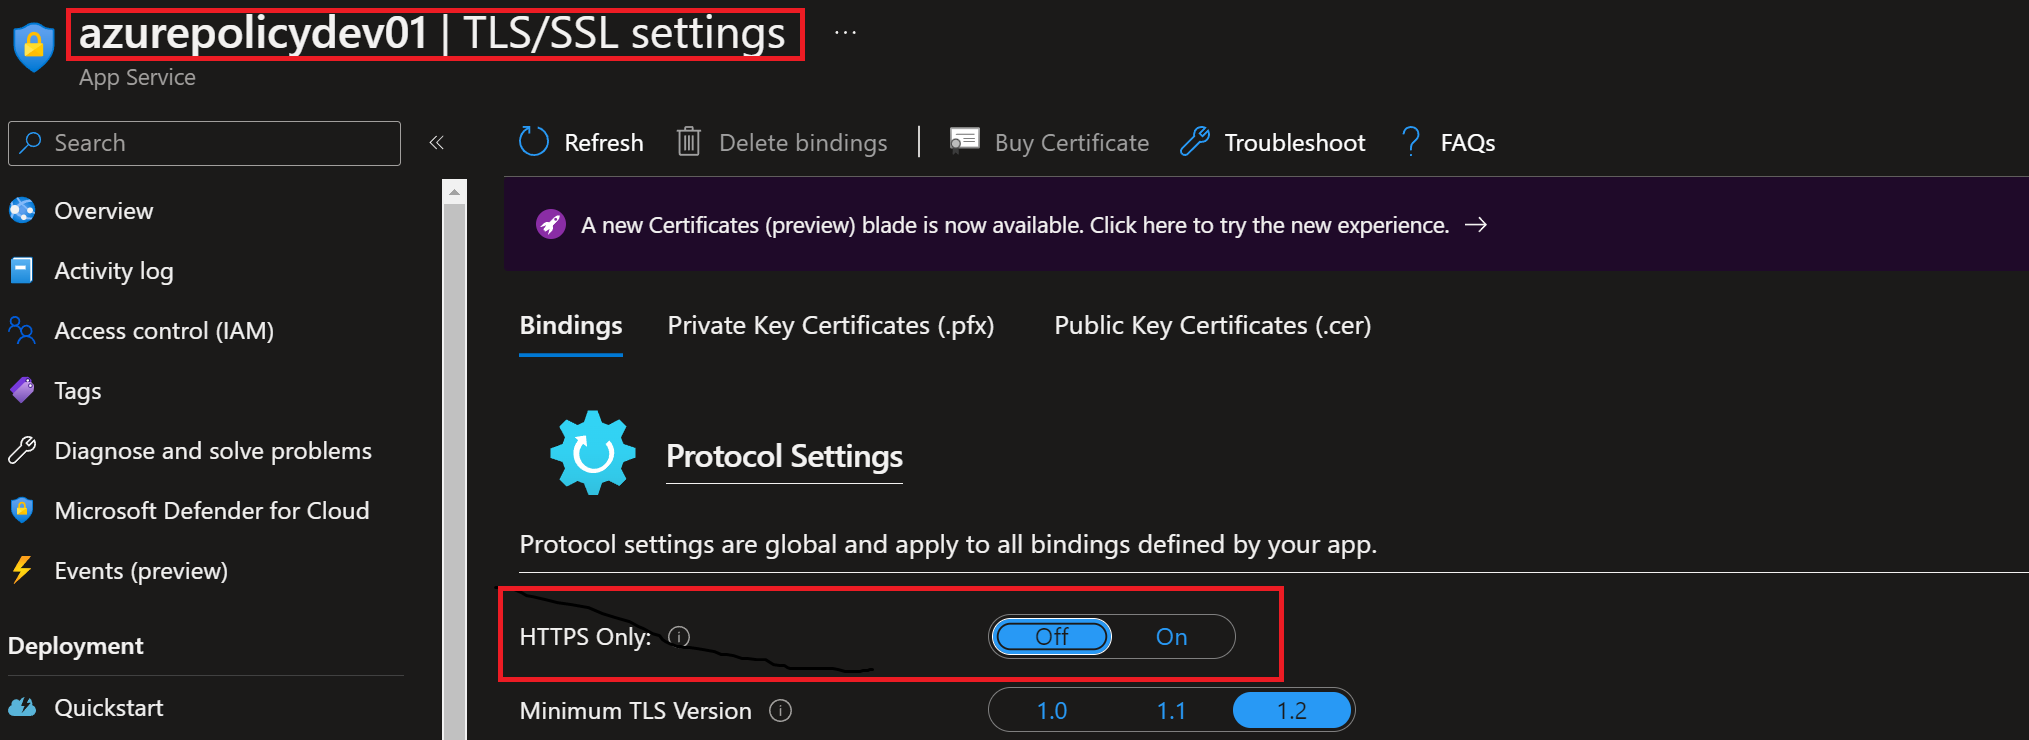 azurepolicydev01 | TLS/SSL settings
...
App Service
Search
Refresh Delete bindings | Buy Certificate Troubleshoot FAQs
Overview
Activity log
Access control (IAM)
Tags
Diagnose and solve problems
Microsoft Defender for Cloud
Events (preview)
Deployment
Quickstart
A new Certificates (preview) blade is now available. Click here to try the new experience. →
Bindings Private Key Certificates (.pfx) Public Key Certificates (.cer)
Protocol Settings
Protocol settings are global and apply to all bindings defined by your app.
HTTPS Only: Off On
Minimum TLS Version 1.0 1.1 1.2